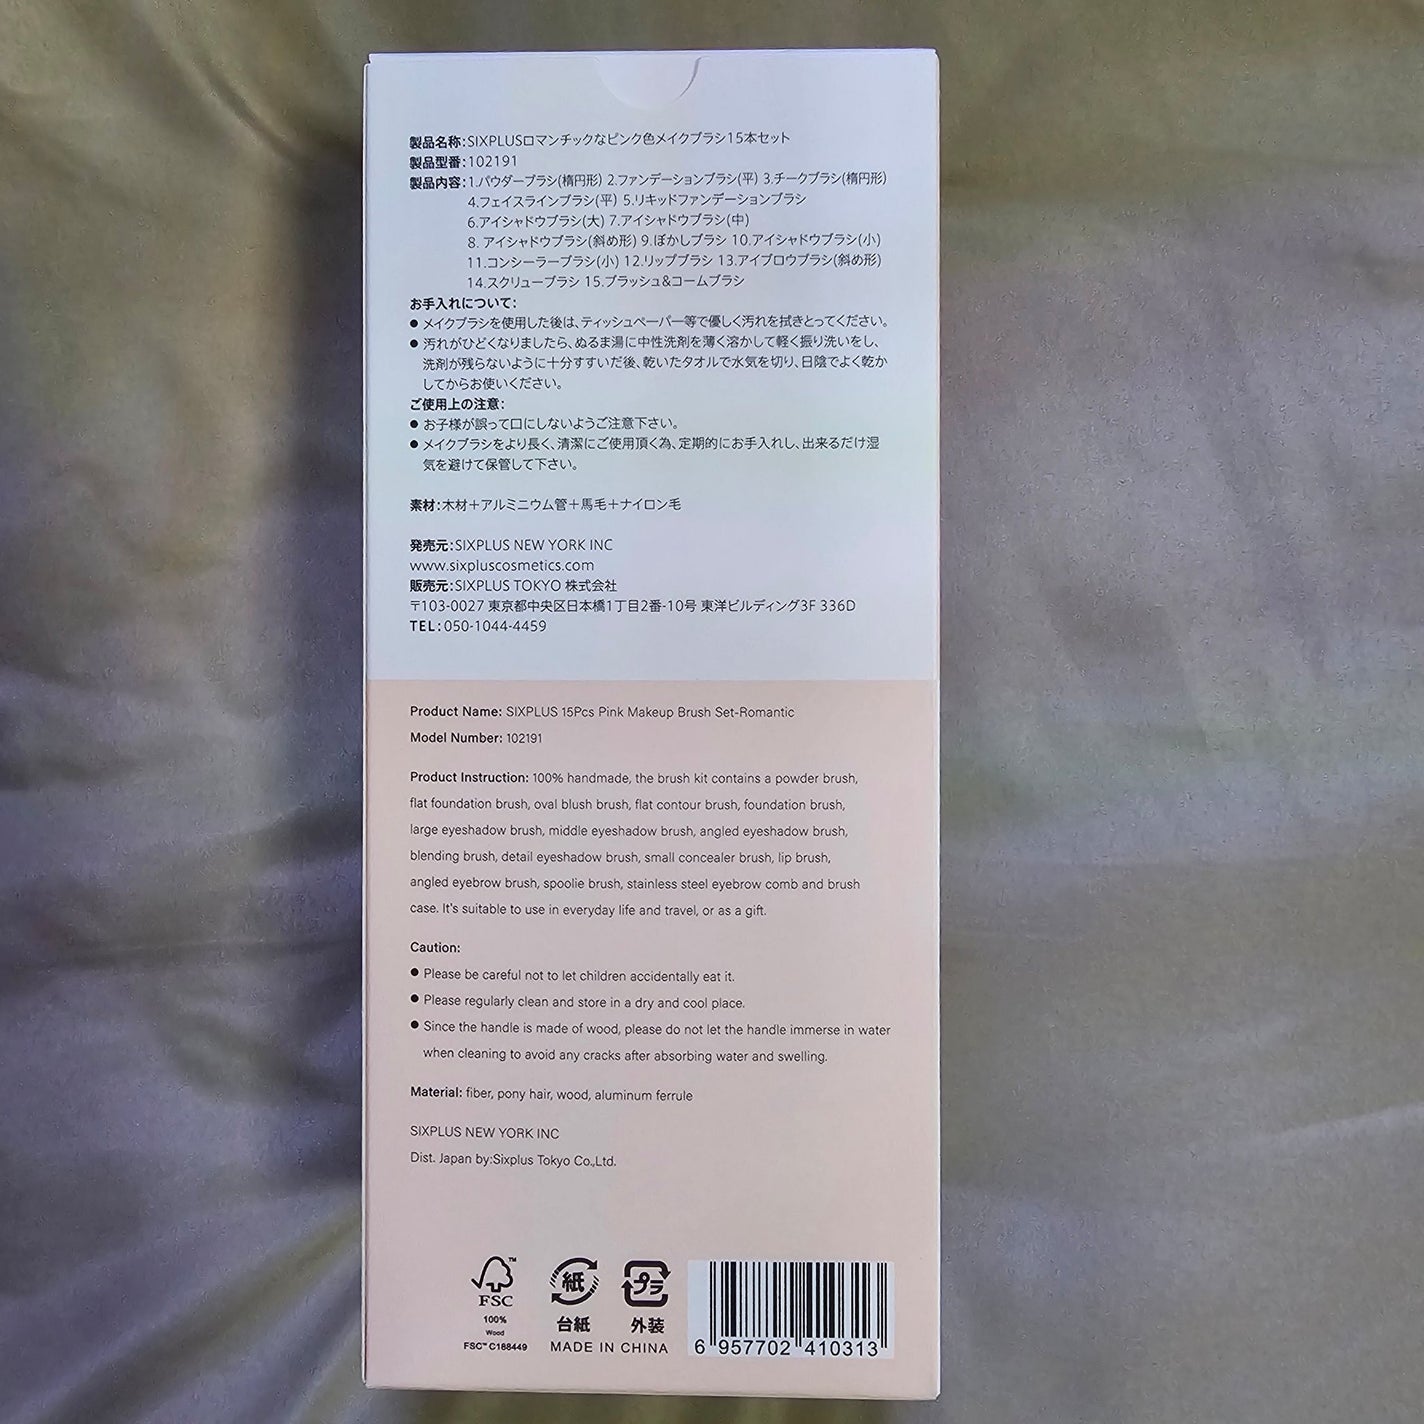 製品名称:SIXPLUSロマンチックなピンク色メイクブラシ15本セット
製品型番:102191
製品内容:1.パウダーブラシ(楕円形) 2.ファンデーションブラシ(平) 3.チークブラシ(楕円形)
4.フェイスラインブラシ(平) 5.リキッドファンデーションブラシ
6.アイシャドウブラシ(大) 7.アイシャドウブラシ(中)
8. アイシャドウブラシ(斜め形) 9.ぼかしブラシ 10.アイシャドウブラシ(小)
11.コンシーラーブラシ(小) 12.リップブラシ 13.アイブロウブラシ(斜め形)
14.スクリューブラシ 15.ブラッシュ&コームブラシ
お手入れについて:
● メイクブラシを使用した後は、ティッシュペーパー等で優しく汚れを拭きとってください。
● 汚れがひどくなりましたら、ぬるま湯に中性洗剤を薄く溶かして軽く振り洗いをし、
洗剤が残らないように十分すすいだ後、乾いたタオルで水気を切り、日陰でよく乾か
してからお使いください。
ご使用上の注意:
● お子様が誤って口にしないようご注意下さい。
● メイクブラシをより長く、清潔にご使用頂く為、定期的にお手入れし、出来るだけ湿
気を避けて保管して下さい。
素材:木材+アルミニウム管+馬毛+ナイロン毛
発売元:SIXPLUS NEW YORK INC
www.sixpluscosmetics.com
販売元:SIXPLUS TOKYO 株式会社
〒103-0027 東京都中央区日本橋1丁目2番-10号 東洋ビルディング3F 336D
TEL:050-1044-4459
Product Name: SIXPLUS 15Pcs Pink Makeup Brush Set-Romantic
Model Number: 102191
Product Instruction: 100% handmade, the brush kit contains a powder brush,
flat foundation brush, oval blush brush, flat contour brush, foundation brush,
large eyeshadow brush, middle eyeshadow brush, angled eyeshadow brush,
blending brush, detail eyeshadow brush, small concealer brush, lip brush,
angled eyebrow brush, spoolie brush, stainless steel eyebrow comb and brush
case. It's suitable to use in everyday life and travel, or as a gift.
Caution:
● Please be careful not to let children accidentally eat it.
● Please regularly clean and store in a dry and cool place.
● Since the handle is made of wood, please do not let the handle immerse in water
when cleaning to avoid any cracks after absorbing water and swelling.
Material: fiber, pony hair, wood, aluminum ferrule
SIXPLUS NEW YORK INC
Dist. Japan by:Sixplus Tokyo Co.,Ltd.
FSC™
100%
Wood
FSC™ C188449
紙
台紙
プラ
外装
MADE IN CHINA
6 957702 410313